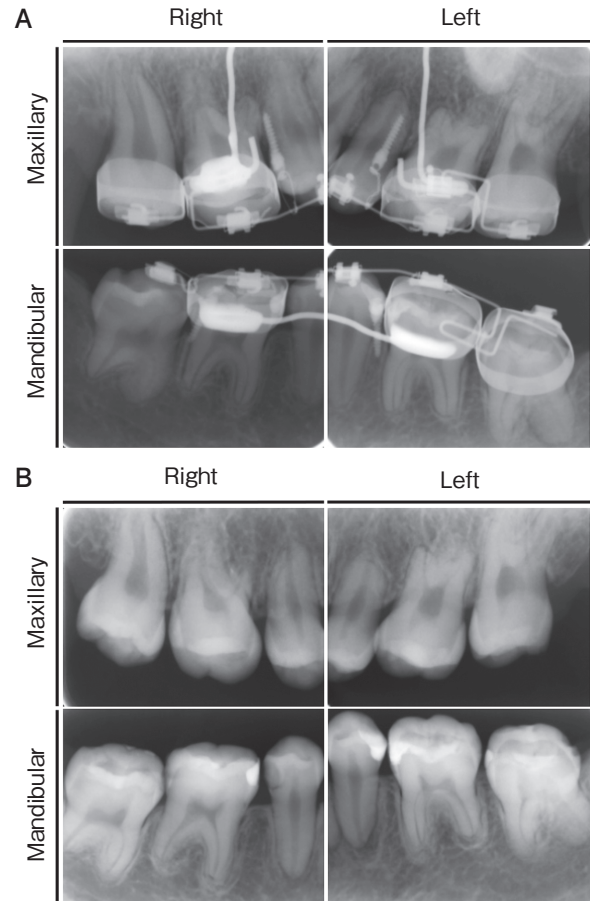 A
Right
Left
Maxillary
Mandibular
B
Right
Left
Maxillary
Mandibular